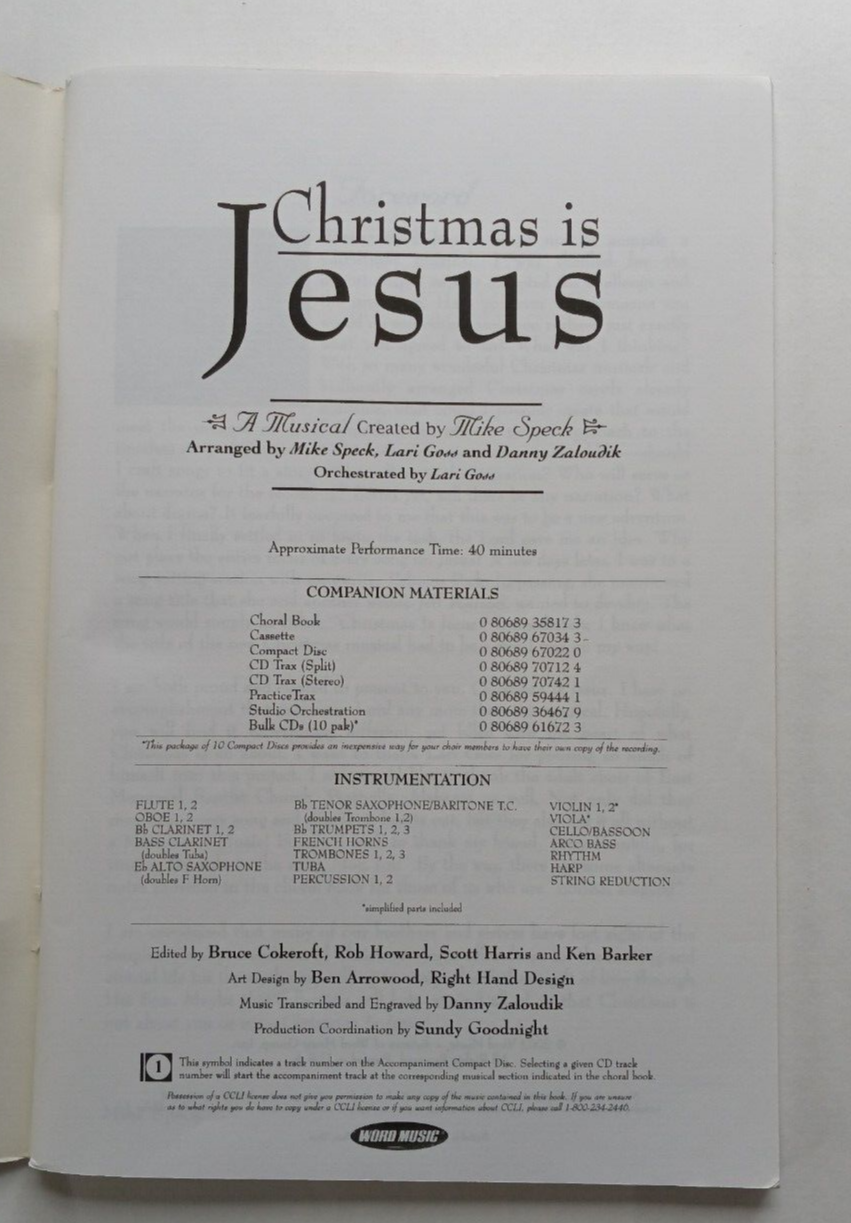 Christmas is
Jesus
A Musical Created by Mike Speck
Arranged by Mike Speck, Lari Goss and Danny Zaloudik
Orchestrated by Lari Goss
Approximate Performance Time: 40 minutes
COMPANION MATERIALS
Choral Book 0 80689 35817 3
Cassette 0 80689 67034 3
Compact Disc 0 80689 67022 0
CD Trax (Split) 0 80689 70712 4
CD Trax (Stereo) 0 80689 70742 1
PracticeTrax 0 80689 59444 1
Studio Orchestration 0 80689 36467 9
Bulk CDs (10 pak)* 0 80689 61672 3
*This package of 10 Compact Discs provides an inexpensive way for your choir members to have their own copy of the recording.
INSTRUMENTATION
FLUTE 1, 2
OBOE 1, 2
Bb CLARINET 1, 2
BASS CLARINET
(doubles Tuba)
Eb ALTO SAXOPHONE
(doubles F Horn)
Bb TENOR SAXOPHONE/BARITONE T.C.
(doubles Trombone 1,2)
Bb TRUMPETS 1, 2, 3
FRENCH HORNS
TROMBONES 1, 2, 3
TUBA
PERCUSSION 1, 2
VIOLIN 1, 2*
VIOLA*
CELLO/BASSOON
ARCO BASS
RHYTHM
HARP
STRING REDUCTION
*simplified parts included
Edited by Bruce Cokeroft, Rob Howard, Scott Harris and Ken Barker
Art Design by Ben Arrowood, Right Hand Design
Music Transcribed and Engraved by Danny Zaloudik
Production Coordination by Sundy Goodnight
1 This symbol indicates a track number on the Accompaniment Compact Disc. Selecting a given CD track
number will start the accompaniment track at the corresponding musical section indicated in the choral book.
Possession of a CCLI license does not give you permission to make any copy of the music contained in this book. If you are unsure
as to what rights you do have to copy under a CCLI license or if you want information about CCLI, please call 1-800-234-2446.
WORD MUSIC